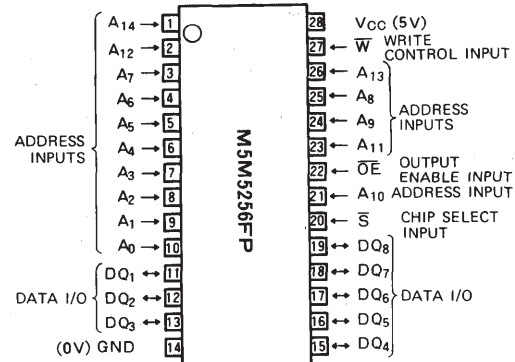 A14 → 1
A12 → 2
A7 → 3
A6 → 4
A5 → 5
A4 → 6
A3 → 7
A2 → 8
A1 → 9
A0 → 10
ADDRESS
INPUTS
DQ1 ↔ 11
DQ2 ↔ 12
DQ3 ↔ 13
DATA I/O
(0V) GND 14
M5M5256FP
28 VCC (5V)
27 ← W̅ WRITE
CONTROL INPUT
26 ← A13
25 ← A8
24 ← A9
23 ← A11
ADDRESS
INPUTS
22 ← O̅E̅ OUTPUT
ENABLE INPUT
21 ← A10 ADDRESS INPUT
20 ← S̅ CHIP SELECT
INPUT
19 ↔ DQ8
18 ↔ DQ7
17 ↔ DQ6
16 ↔ DQ5
15 ↔ DQ4
DATA I/O